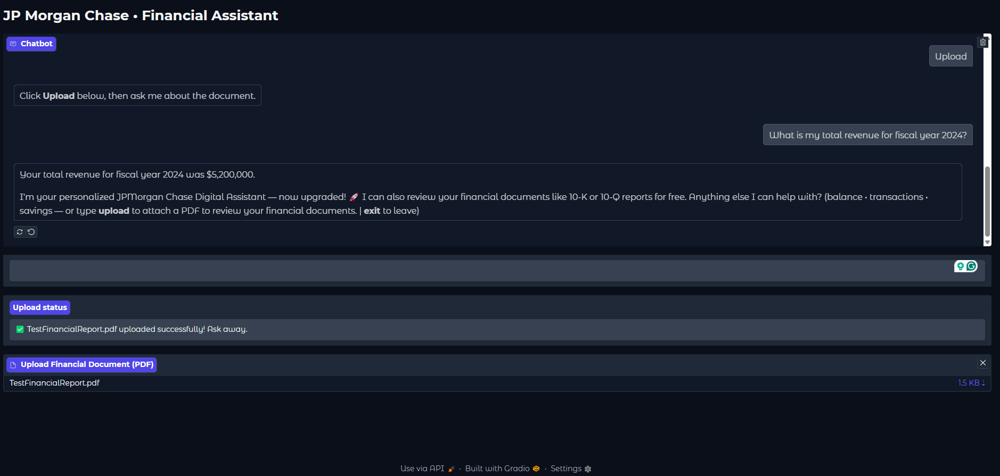 JP Morgan Chase • Financial Assistant
Chatbot
Upload
Click Upload below, then ask me about the document.
What is my total revenue for fiscal year 2024?
Your total revenue for fiscal year 2024 was $5,200,000.
I'm your personalized JPMorgan Chase Digital Assistant — now upgraded! 🚀 I can also review your financial documents like 10-K or 10-Q reports for free. Anything else I can help with? (balance • transactions •
savings — or type upload to attach a PDF to review your financial documents. | exit to leave)
Upload status
✅ TestFinancialReport.pdf uploaded successfully! Ask away.
Upload Financial Document (PDF)
TestFinancialReport.pdf
1.5 KB ⇣
Use via API · Built with Gradio · Settings